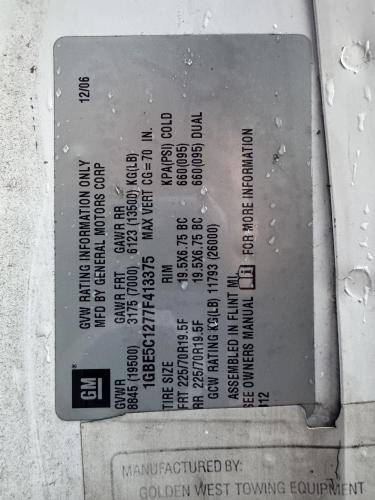 GVW RATING INFORMATION ONLY 12/06
MFD BY GENERAL MOTORS CORP
GM ®
GVWR GAWR FRT GAWR RR
8845 (19500) 3175 (7000) 6123 (13500) KG(LB)
1GBE5C1277F413375 MAX VERT CG=70 IN.
TIRE SIZE RIM KPA(PSI) COLD
FRT 225/70R19.5F 19.5X6.75 BC 660(095)
RR 225/70R19.5F 19.5X6.75 BC 660(095) DUAL
GCW RATING KG(LB) 11793 (26000)
ASSEMBLED IN FLINT MI,
SEE OWNERS MANUAL i FOR MORE INFORMATION
012
MANUFACTURED BY:
GOLDEN WEST TOWING EQUIPMENT